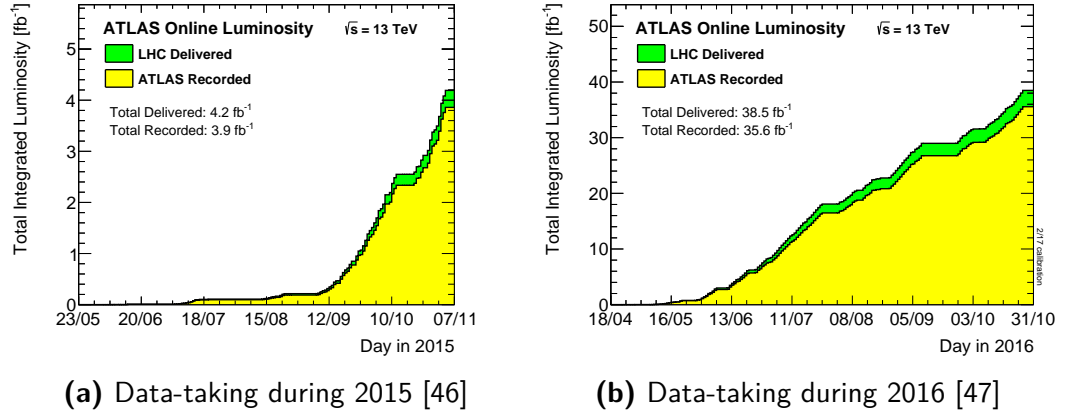 Total Integrated Luminosity [fb⁻¹]
ATLAS Online Luminosity √s = 13 TeV
LHC Delivered
ATLAS Recorded
Total Delivered: 4.2 fb⁻¹
Total Recorded: 3.9 fb⁻¹
5
4
3
2
1
0
23/05 20/06 18/07 15/08 12/09 10/10 07/11
Day in 2015
(a) Data-taking during 2015 [46]
Total Integrated Luminosity [fb⁻¹]
ATLAS Online Luminosity √s = 13 TeV
LHC Delivered
ATLAS Recorded
Total Delivered: 38.5 fb⁻¹
Total Recorded: 35.6 fb⁻¹
50
40
30
20
10
0
18/04 16/05 13/06 11/07 08/08 05/09 03/10 31/10
Day in 2016
2/17 calibration
(b) Data-taking during 2016 [47]